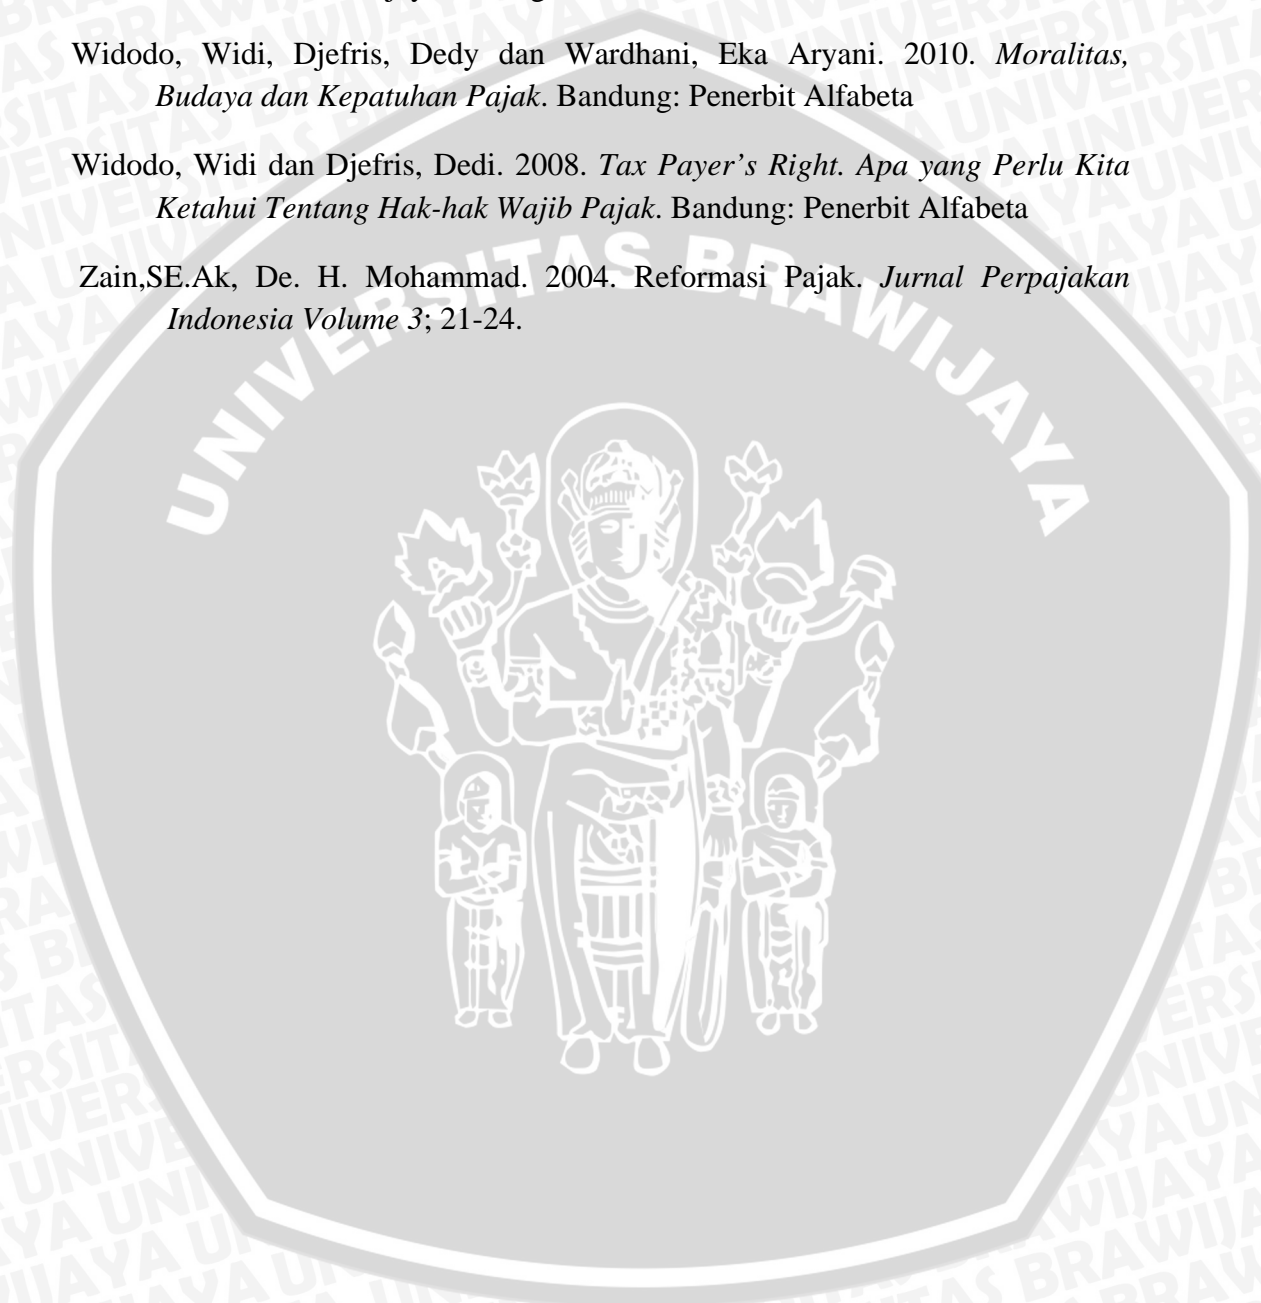 Widodo, Widi, Djefris, Dedy dan Wardhani, Eka Aryani. 2010. Moralitas,
Budaya dan Kepatuhan Pajak. Bandung: Penerbit Alfabeta
Widodo, Widi dan Djefris, Dedi. 2008. Tax Payer’s Right. Apa yang Perlu Kita
Ketahui Tentang Hak-hak Wajib Pajak. Bandung: Penerbit Alfabeta
Zain,SE.Ak, De. H. Mohammad. 2004. Reformasi Pajak. Jurnal Perpajakan
Indonesia Volume 3; 21-24.
UNIVERSITAS BRAWIJAYA